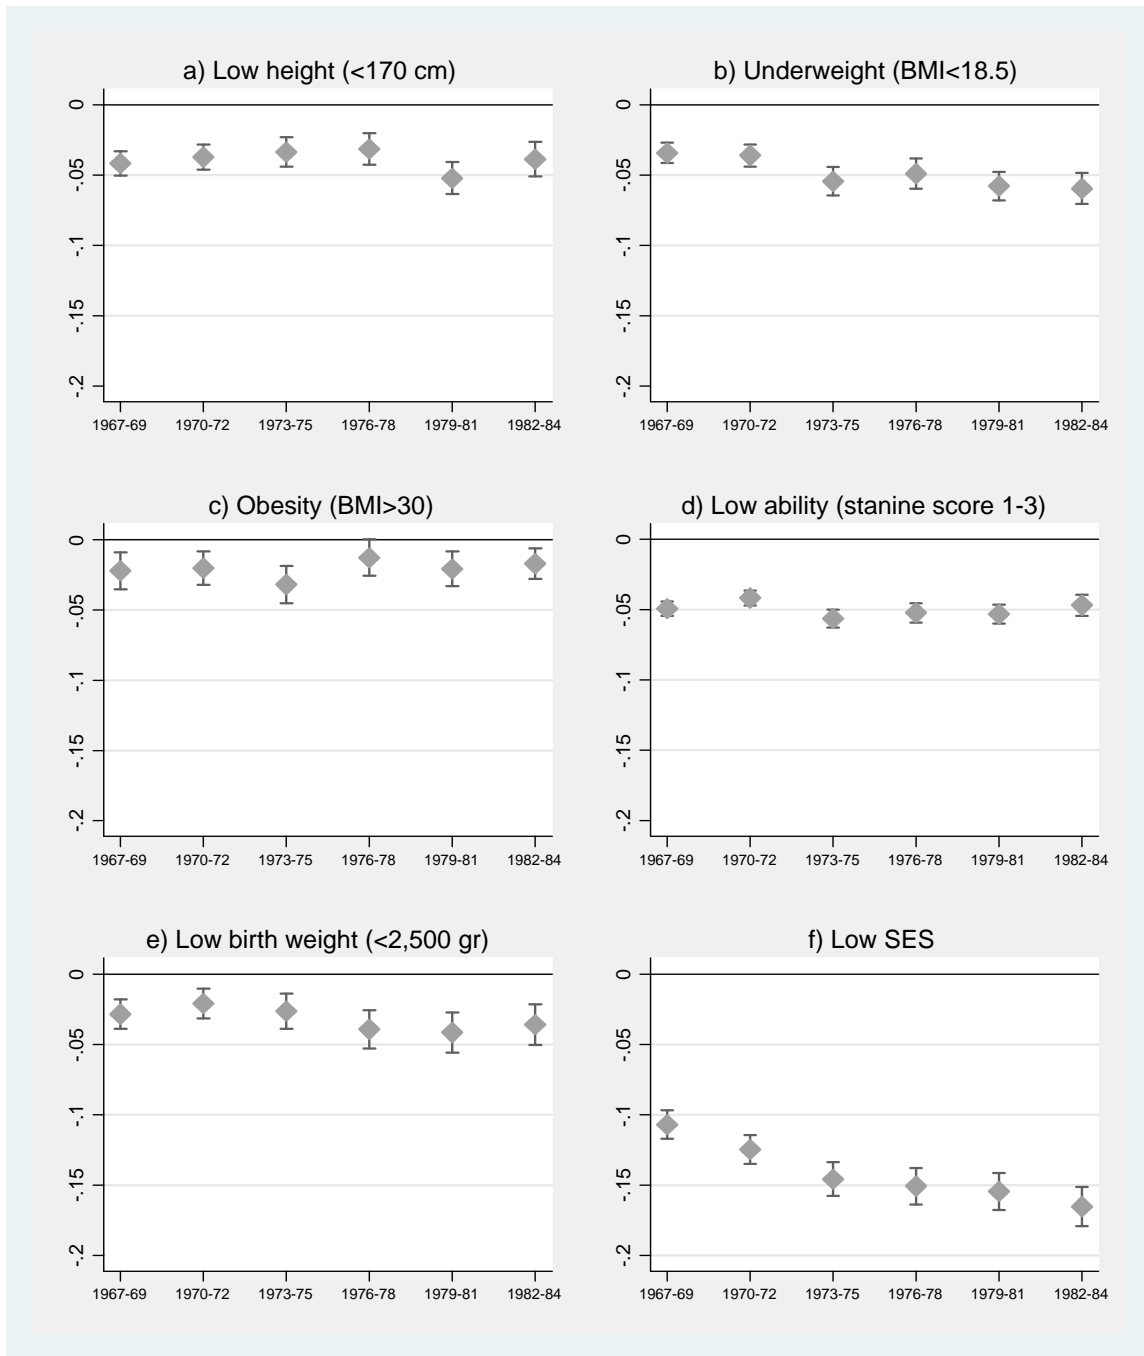 a) Low height (<170 cm)
0
-.05
-.1
-.15
-.2
1967-69 1970-72 1973-75 1976-78 1979-81 1982-84
b) Underweight (BMI<18.5)
0
-.05
-.1
-.15
-.2
1967-69 1970-72 1973-75 1976-78 1979-81 1982-84
c) Obesity (BMI>30)
0
-.05
-.1
-.15
-.2
1967-69 1970-72 1973-75 1976-78 1979-81 1982-84
d) Low ability (stanine score 1-3)
0
-.05
-.1
-.15
-.2
1967-69 1970-72 1973-75 1976-78 1979-81 1982-84
e) Low birth weight (<2,500 gr)
0
-.05
-.1
-.15
-.2
1967-69 1970-72 1973-75 1976-78 1979-81 1982-84
f) Low SES
0
-.05
-.1
-.15
-.2
1967-69 1970-72 1973-75 1976-78 1979-81 1982-84